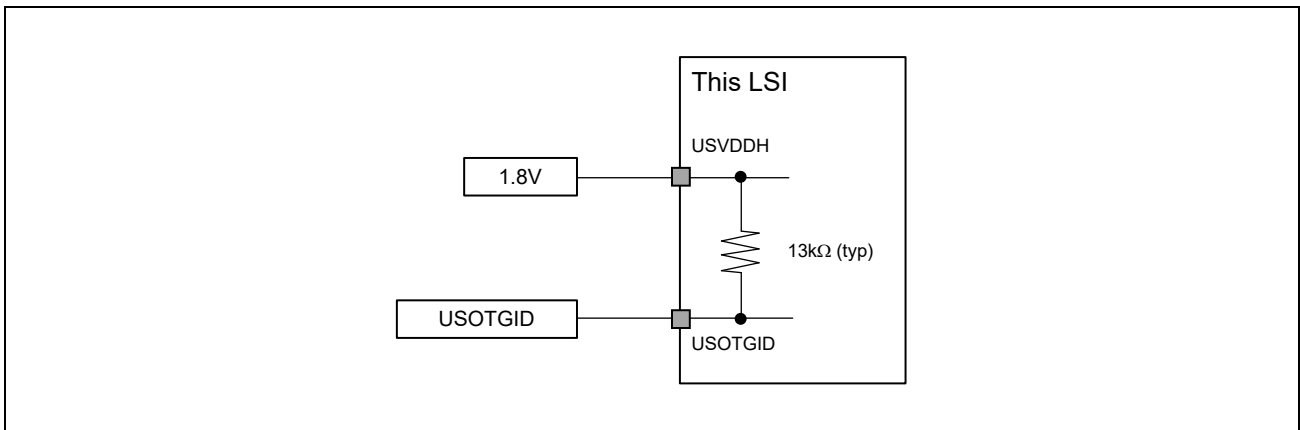 This LSI
USVDDH
1.8V
13kΩ (typ)
USOTGID
USOTGID